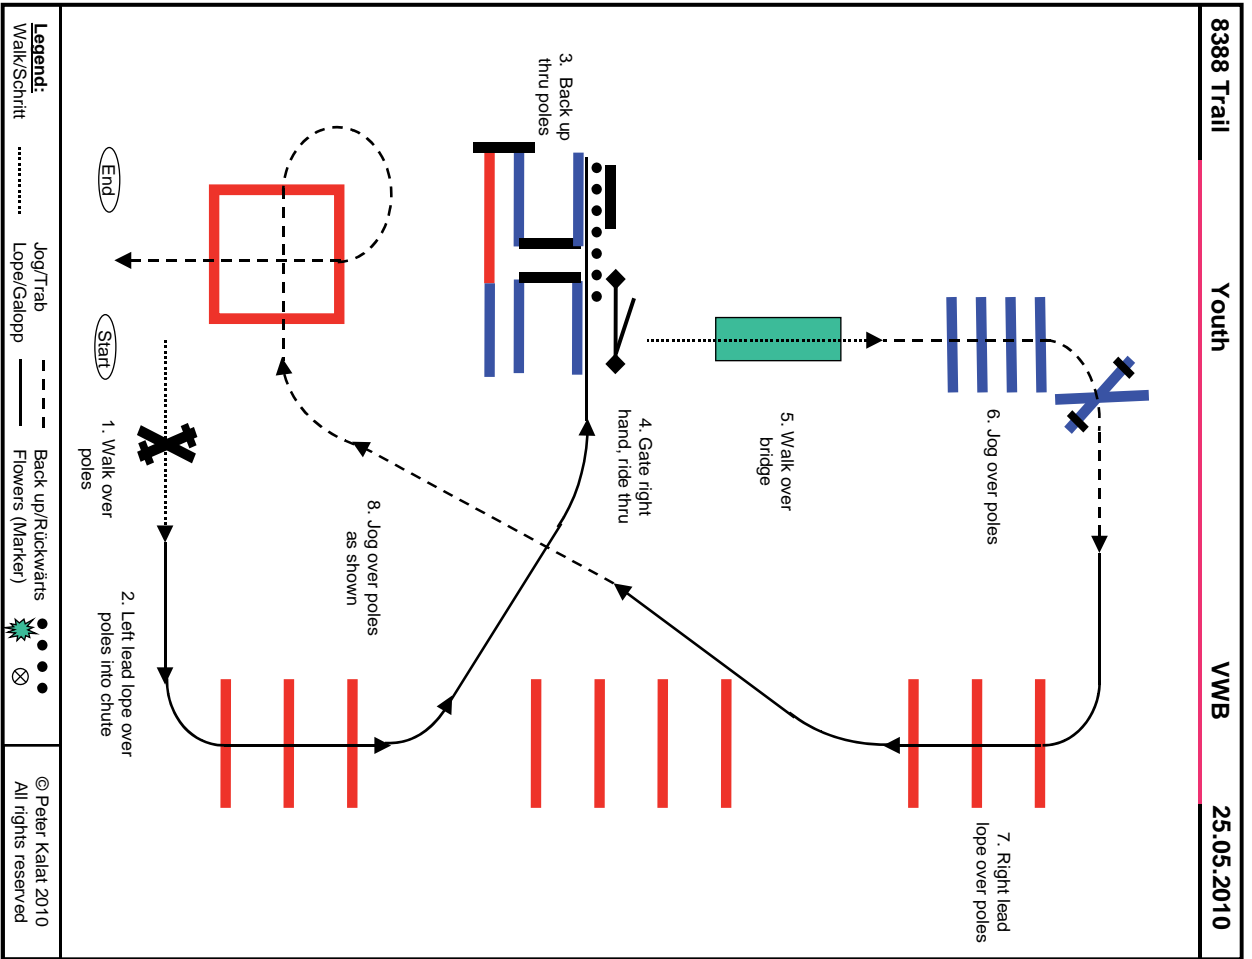 8388 Trail Youth VWB 25.05.2010
3. Back up
thru poles
4. Gate right
hand, ride thru
5. Walk over
bridge
6. Jog over poles
7. Right lead
lope over poles
8. Jog over poles
as shown
2. Left lead lope over
poles into chute
1. Walk over
poles
End
Start
Legend:
Walk/Schritt
Jog/Trab
Lope/Galopp
Back up/Rückwärts
Flowers (Marker)
© Peter Kalat 2010
All rights reserved